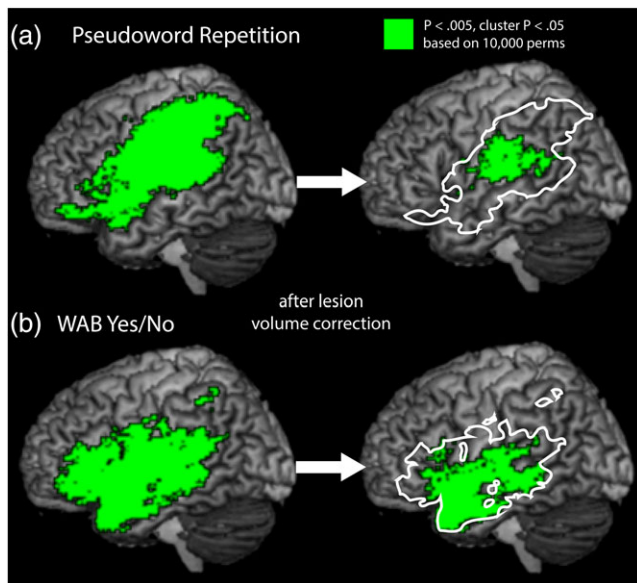 (a) Pseudoword Repetition
P < .005, cluster P < .05
based on 10,000 perms
after lesion
volume correction
(b) WAB Yes/No